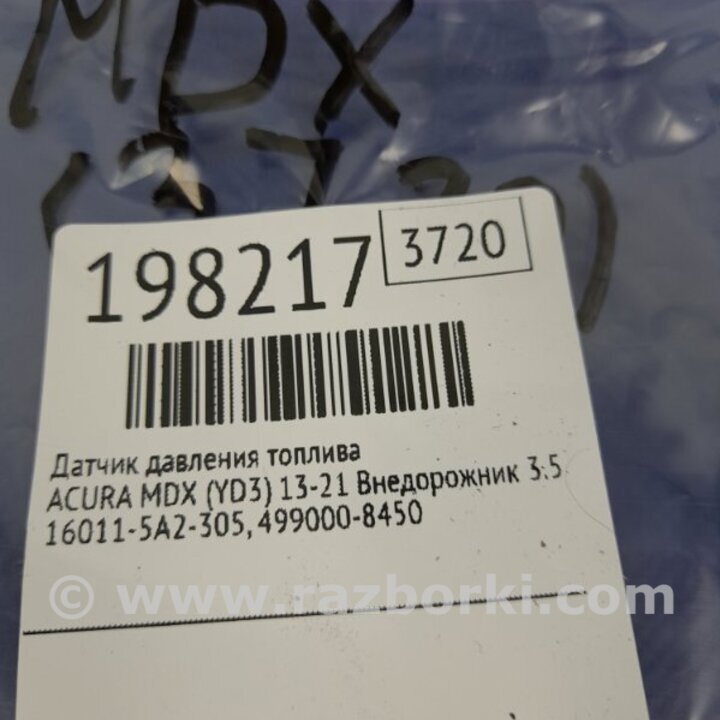 MDX
(3720)
198217 3720
Датчик давления топлива
ACURA MDX (YD3) 13-21 Внедорожник 3.5
16011-5A2-305, 499000-8450
© www.razborki.com